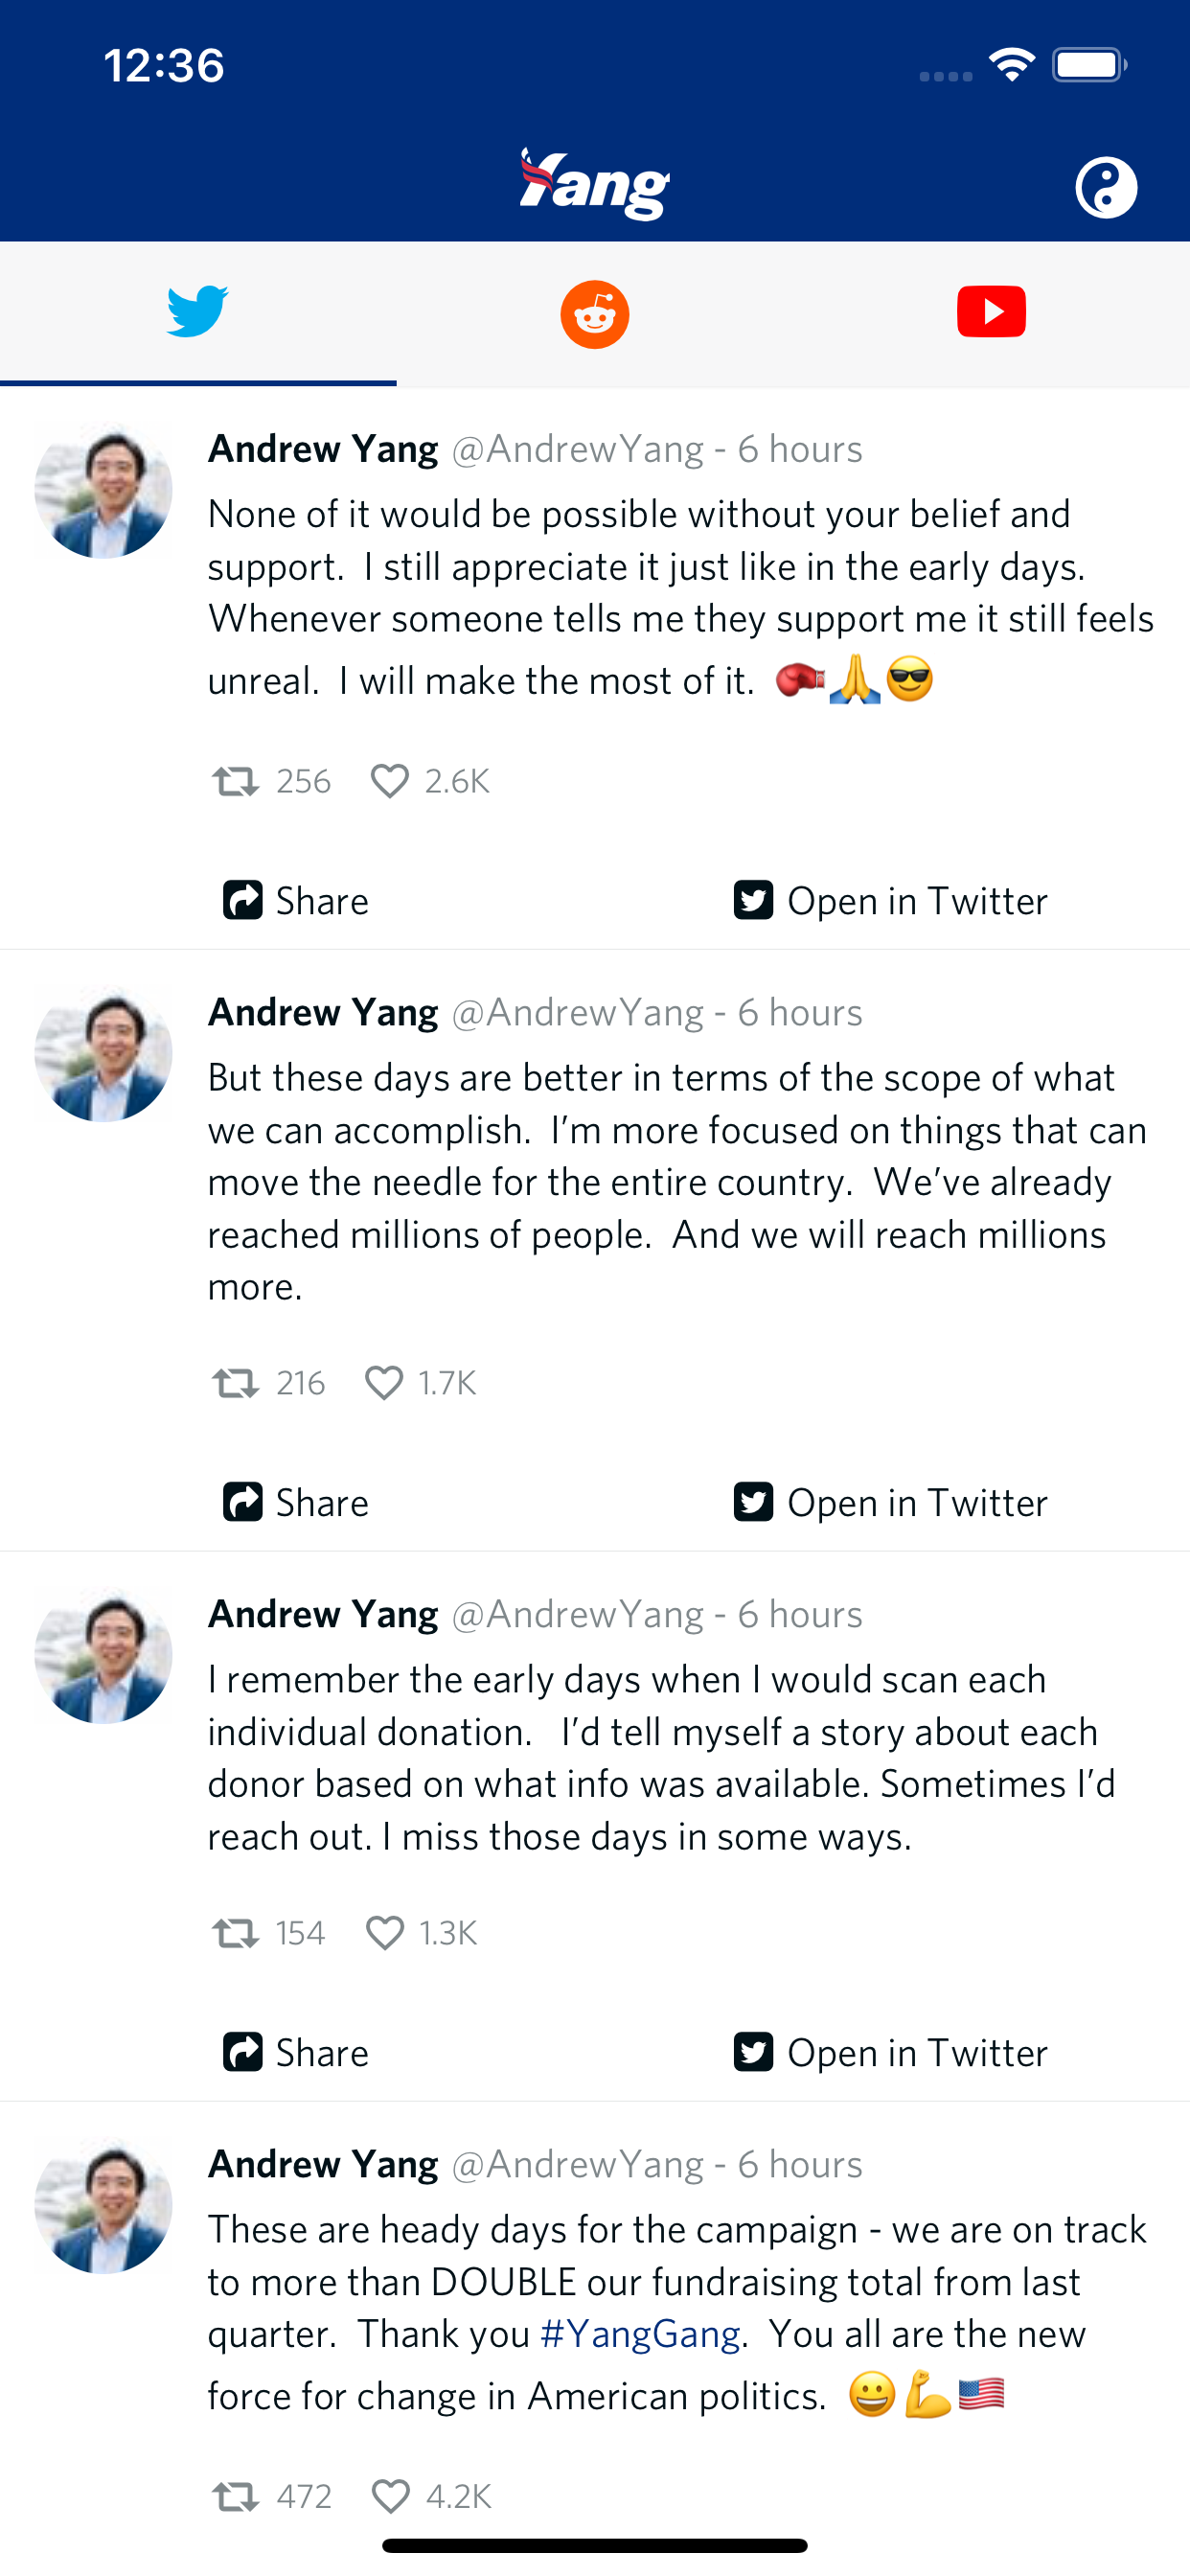 12:36
Yang
Andrew Yang @AndrewYang - 6 hours
None of it would be possible without your belief and
support.  I still appreciate it just like in the early days.
Whenever someone tells me they support me it still feels
unreal.  I will make the most of it.  🥊🙏😎
256 2.6K
Share Open in Twitter
Andrew Yang @AndrewYang - 6 hours
But these days are better in terms of the scope of what
we can accomplish.  I’m more focused on things that can
move the needle for the entire country.  We’ve already
reached millions of people.  And we will reach millions
more.
216 1.7K
Share Open in Twitter
Andrew Yang @AndrewYang - 6 hours
I remember the early days when I would scan each
individual donation.   I’d tell myself a story about each
donor based on what info was available. Sometimes I’d
reach out. I miss those days in some ways.
154 1.3K
Share Open in Twitter
Andrew Yang @AndrewYang - 6 hours
These are heady days for the campaign - we are on track
to more than DOUBLE our fundraising total from last
quarter.  Thank you #YangGang.  You all are the new
force for change in American politics.  😀💪🇺🇸
472 4.2K